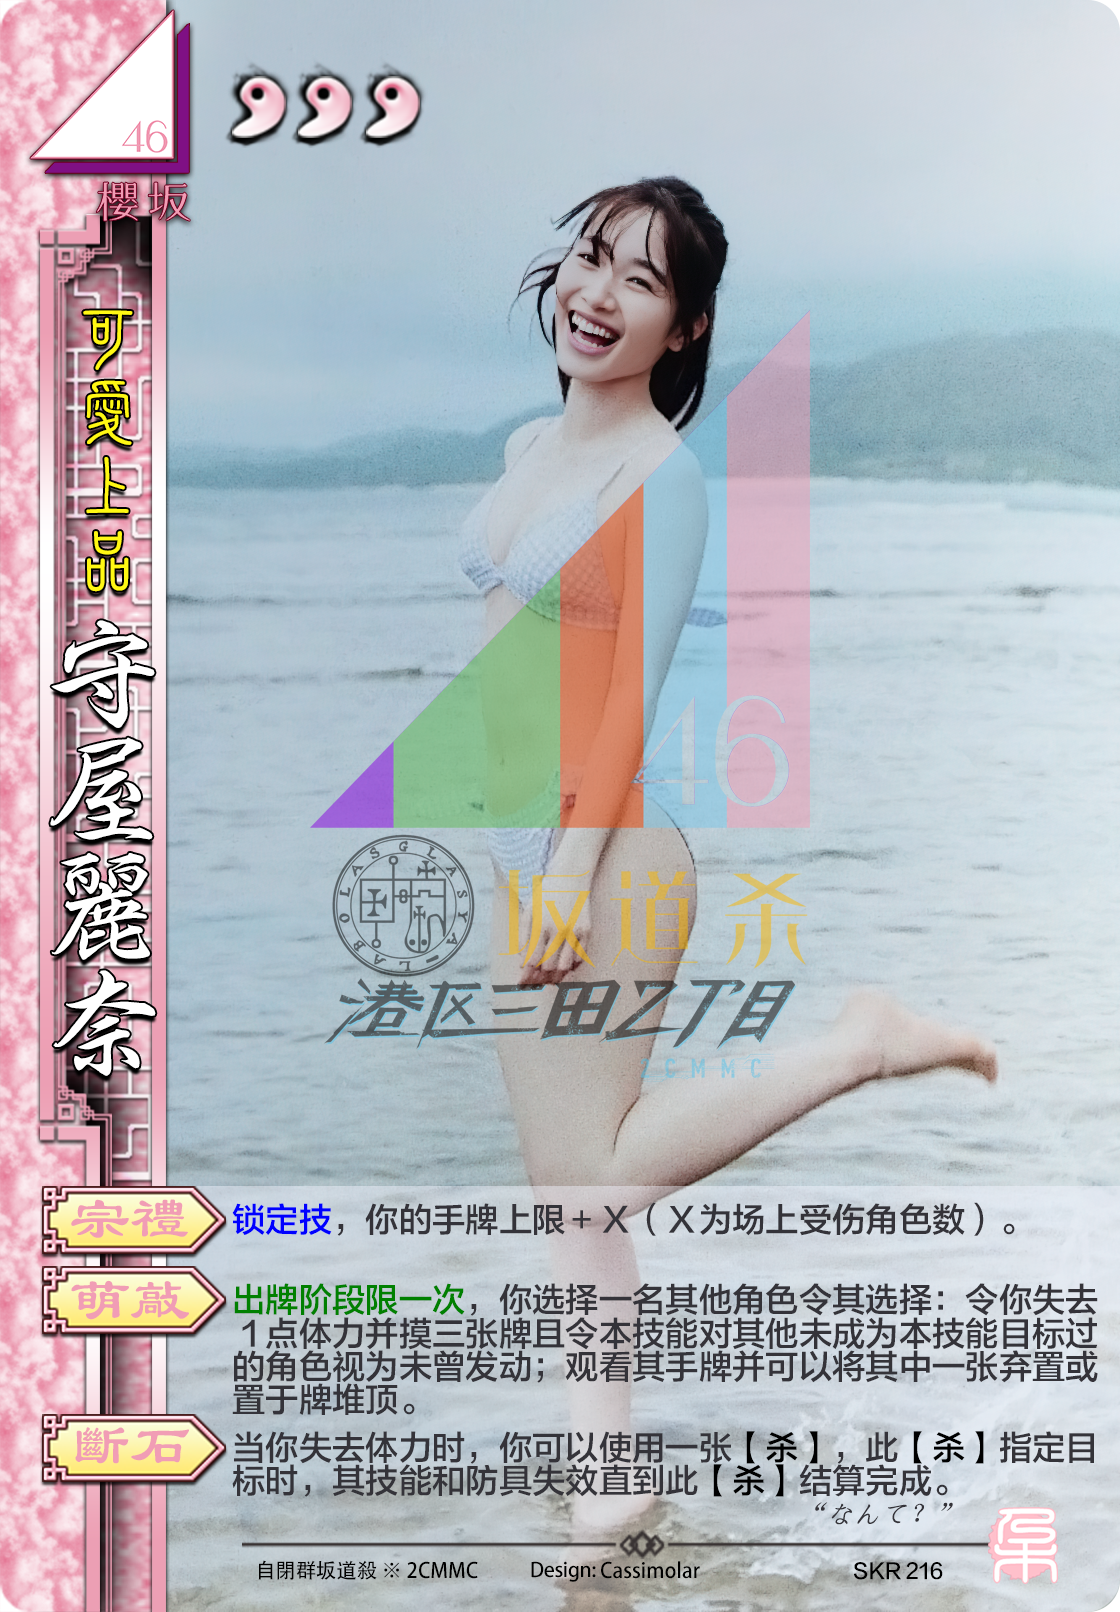 46
櫻坂
可愛上品
守屋麗奈
46
GLASYA-LABOLAS
坂道杀
港区三田2丁目
2CMMC
宗禮
锁定技，你的手牌上限＋Ｘ（Ｘ为场上受伤角色数）。
萌敲
出牌阶段限一次，你选择一名其他角色令其选择：令你失去
１点体力并摸三张牌且令本技能对其他未成为本技能目标过
的角色视为未曾发动；观看其手牌并可以将其中一张弃置或
置于牌堆顶。
斷石
当你失去体力时，你可以使用一张【杀】，此【杀】指定目
标时，其技能和防具失效直到此【杀】结算完成。
“なんて？”
自閉群坂道殺 ※ 2CMMC Design: Cassimolar SKR 216